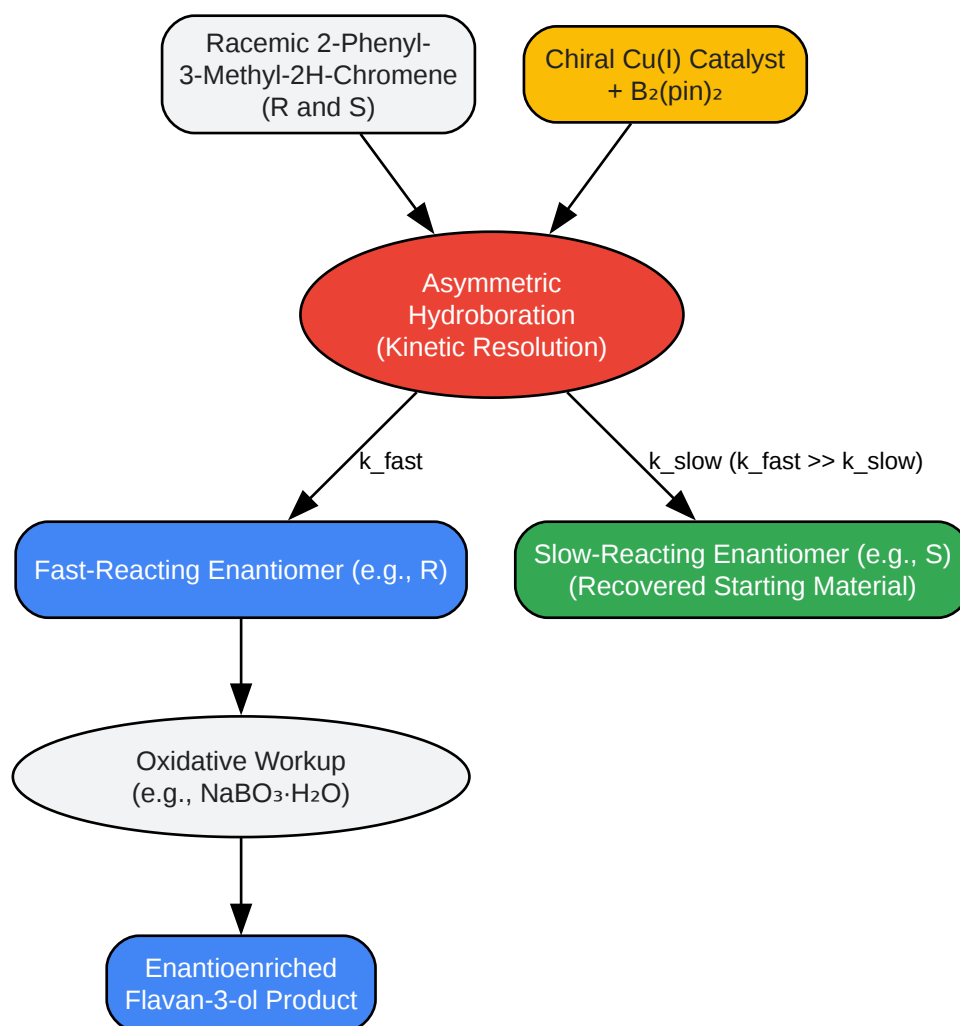 Racemic 2-Phenyl-
3-Methyl-2H-Chromene
(R and S)
Chiral Cu(I) Catalyst
+ B₂(pin)₂
Asymmetric
Hydroboration
(Kinetic Resolution)
k_fast
k_slow (k_fast >> k_slow)
Fast-Reacting Enantiomer (e.g., R)
Slow-Reacting Enantiomer (e.g., S)
(Recovered Starting Material)
Oxidative Workup
(e.g., NaBO₃·H₂O)
Enantioenriched
Flavan-3-ol Product